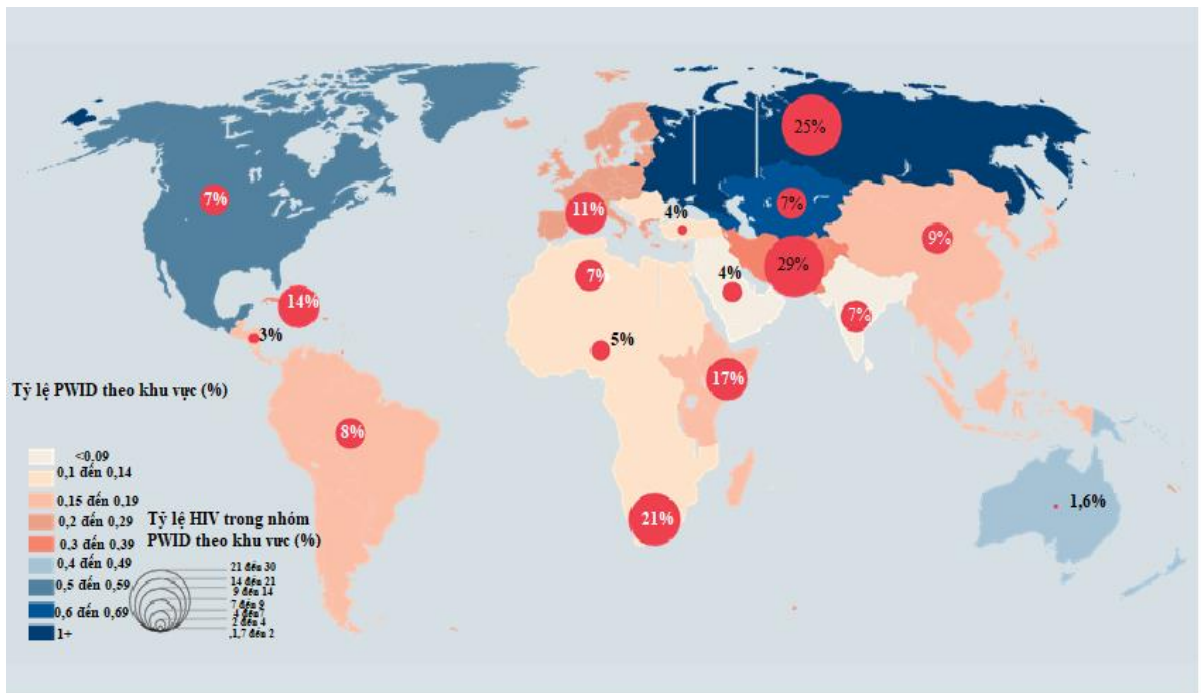 25%
7%
7%
11%
4%
9%
29%
4%
7%
14%
7%
3%
5%
17%
Tỷ lệ PWID theo khu vực (%)
8%
<0,09
0,1 đến 0,14
0,15 đến 0,19
0,2 đến 0,29
0,3 đến 0,39
0,4 đến 0,49
0,5 đến 0,59
0,6 đến 0,69
1+
Tỷ lệ HIV trong nhóm
PWID theo khu vực (%)
21 đến 30
14 đến 21
9 đến 14
7 đến 9
4 đến 7
2 đến 4
,1,7 đến 2
21%
1,6%